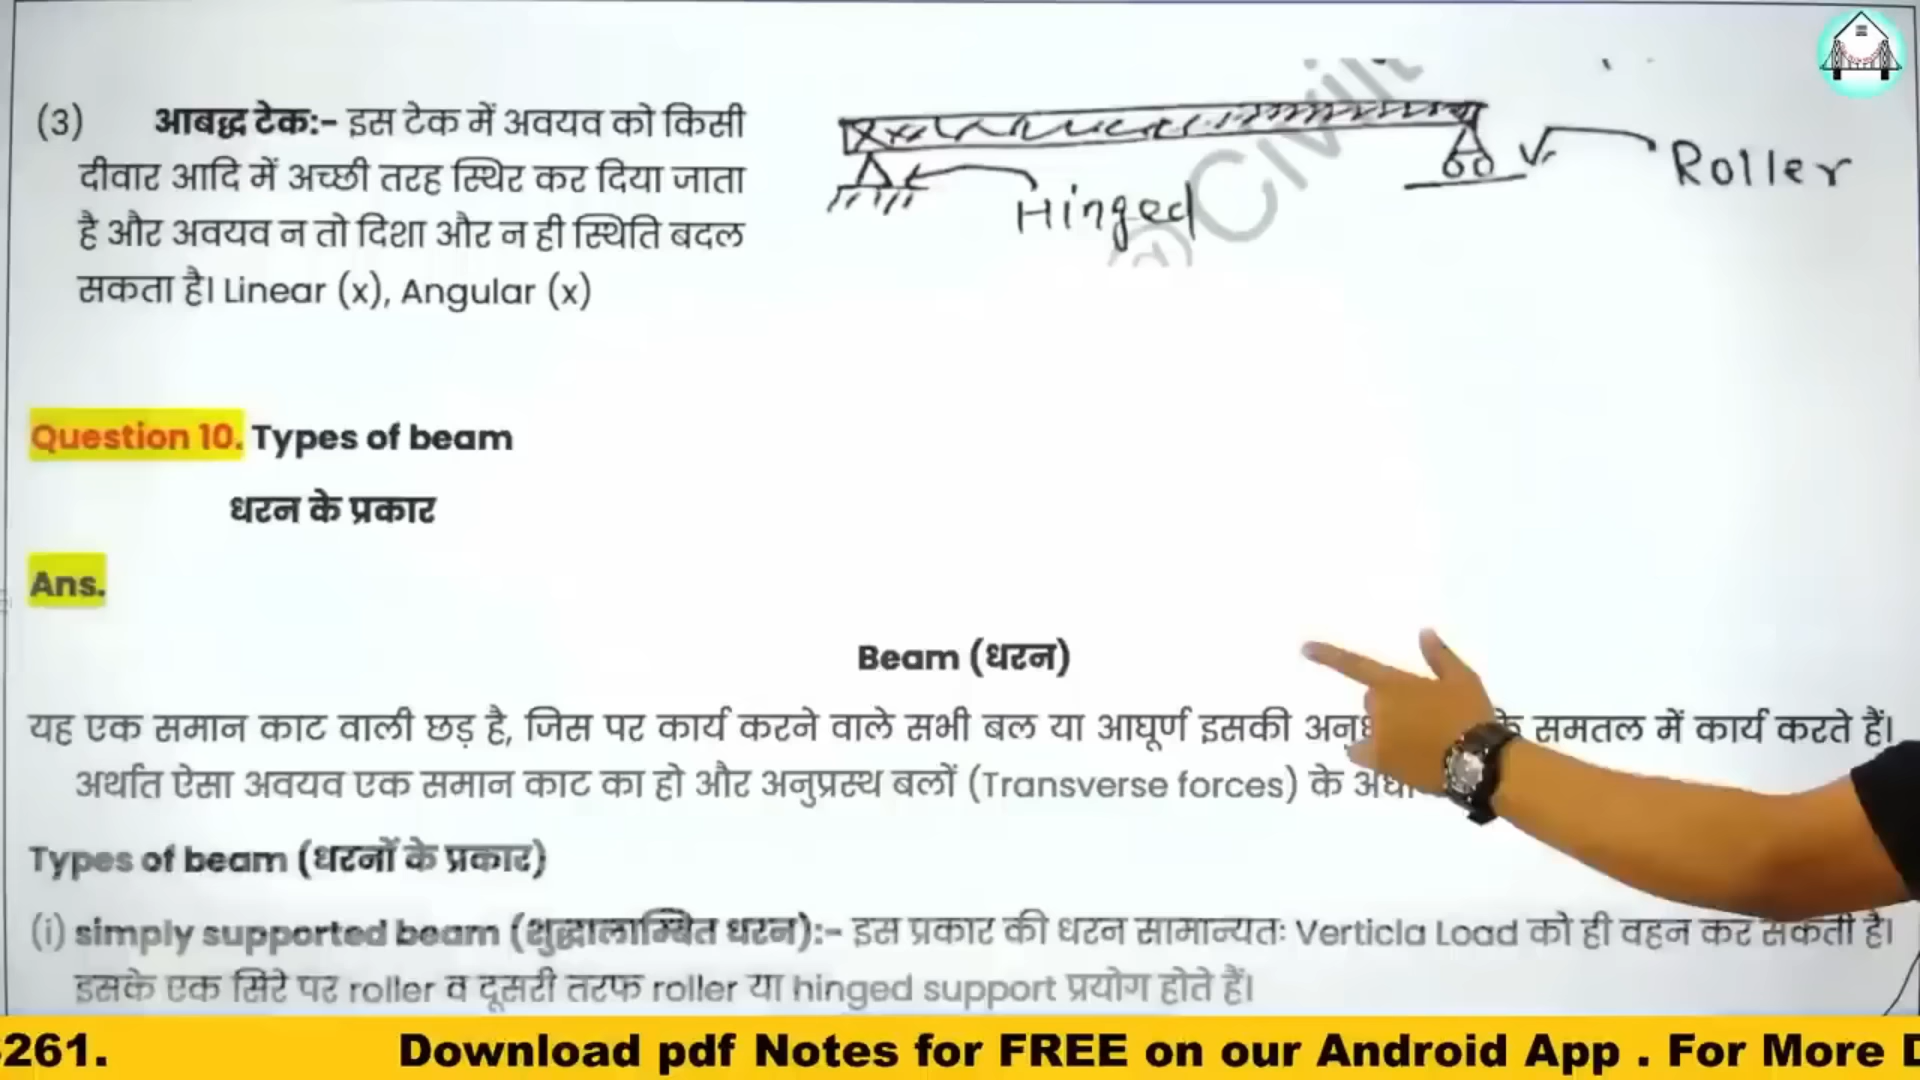 (3) आबद्ध टेक:- इस टेक में अवयव को किसी
दीवार आदि में अच्छी तरह स्थिर कर दिया जाता
है और अवयव न तो दिशा और न ही स्थिति बदल
सकता है। Linear (x), Angular (x)
Hinged
Roller
@Civil
Question 10. Types of beam
धरन के प्रकार
Ans.
Beam (धरन)
यह एक समान काट वाली छड़ है, जिस पर कार्य करने वाले सभी बल या आघूर्ण इसकी समतल में कार्य करते हैं।
अर्थात ऐसा अवयव एक समान काट का हो और अनुप्रस्थ बलों (Transverse forces) के
Types of beam (धरनों के प्रकार)
(i) simply supported beam (शुद्धालाम्बित धरन):- इस प्रकार की धरन सामान्यतः Verticla Load को ही वहन कर सकती है।
इसके एक सिरे पर roller व दूसरी तरफ roller या hinged support प्रयोग होते हैं।
261. Download pdf Notes for FREE on our Android App . For More